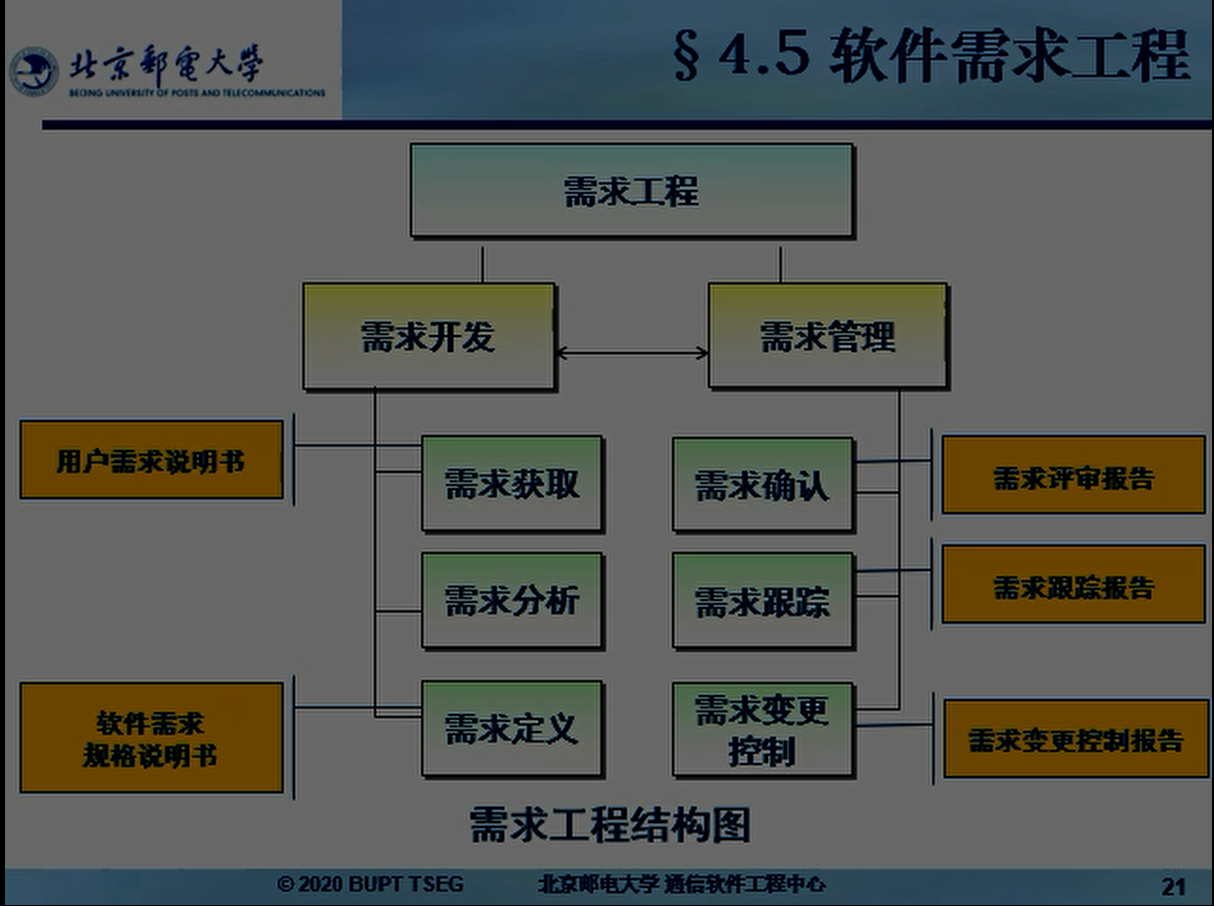 北京邮电大学
BEIJING UNIVERSITY OF POSTS AND TELECOMMUNICATIONS
§ 4.5 软件需求工程
需求工程
需求开发
需求管理
用户需求说明书
需求获取
需求确认
需求评审报告
需求分析
需求跟踪
需求跟踪报告
软件需求
规格说明书
需求定义
需求变更
控制
需求变更控制报告
需求工程结构图
© 2020 BUPT TSEG
北京邮电大学 通信软件工程中心
21